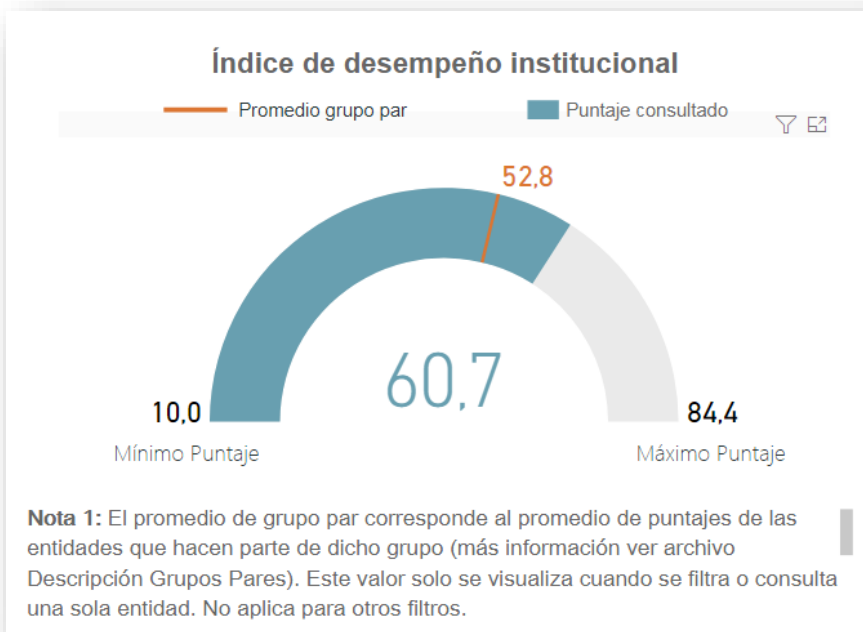 Índice de desempeño institucional
Promedio grupo par
Puntaje consultado
52,8
60,7
10,0
84,4
Mínimo Puntaje
Máximo Puntaje
Nota 1: El promedio de grupo par corresponde al promedio de puntajes de las
entidades que hacen parte de dicho grupo (más información ver archivo
Descripción Grupos Pares). Este valor solo se visualiza cuando se filtra o consulta
una sola entidad. No aplica para otros filtros.